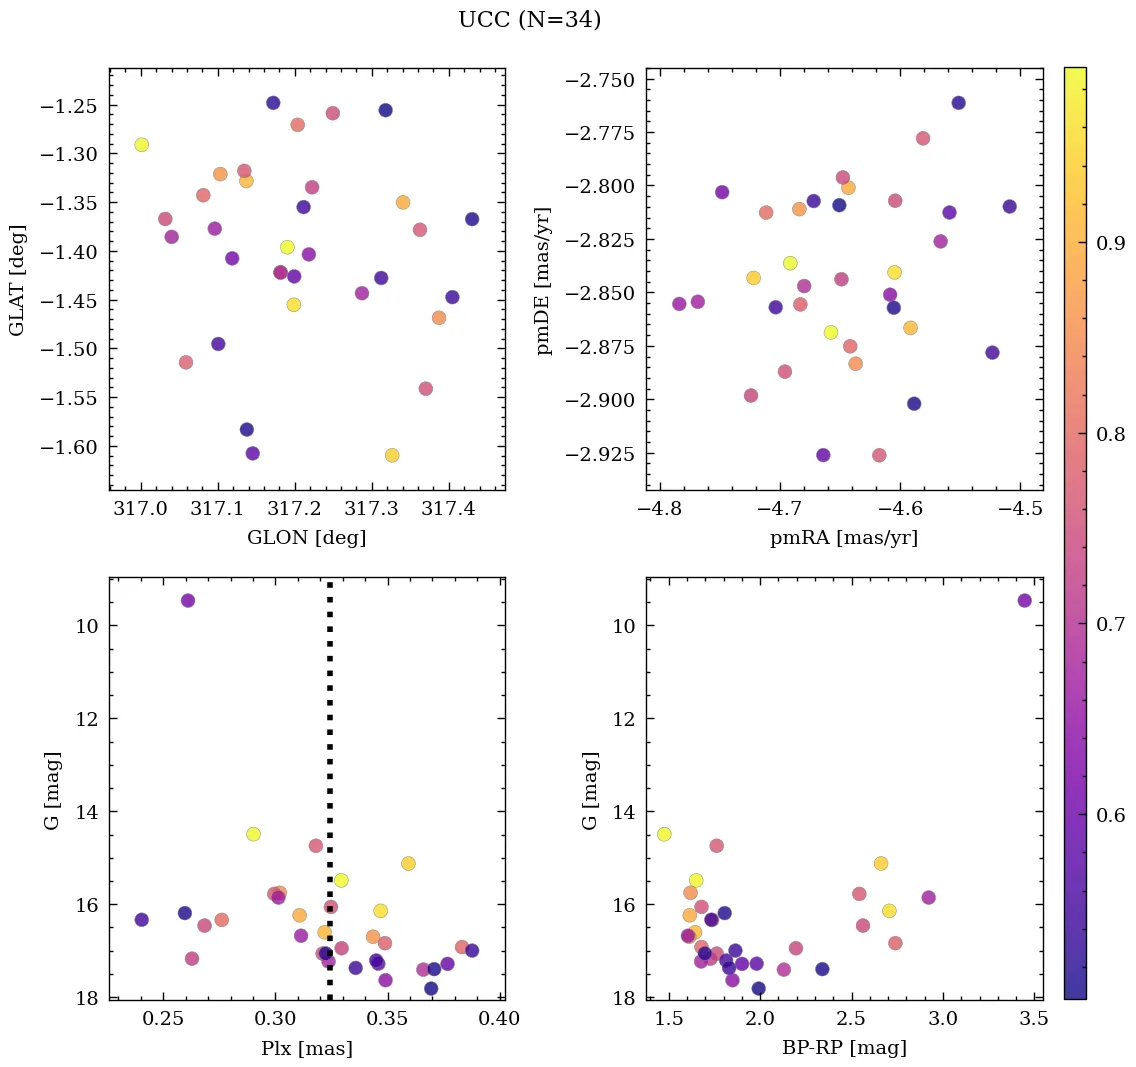 UCC (N=34)
−1.25
−1.30
−1.35
−1.40
−1.45
−1.50
−1.55
−1.60
GLAT [deg]
317.0 317.1 317.2 317.3 317.4
GLON [deg]
−2.750
−2.775
−2.800
−2.825
−2.850
−2.875
−2.900
−2.925
pmDE [mas/yr]
−4.8 −4.7 −4.6 −4.5
pmRA [mas/yr]
10
12
14
16
18
G [mag]
0.25 0.30 0.35 0.40
Plx [mas]
10
12
14
16
18
G [mag]
1.5 2.0 2.5 3.0 3.5
BP-RP [mag]
0.9
0.8
0.7
0.6